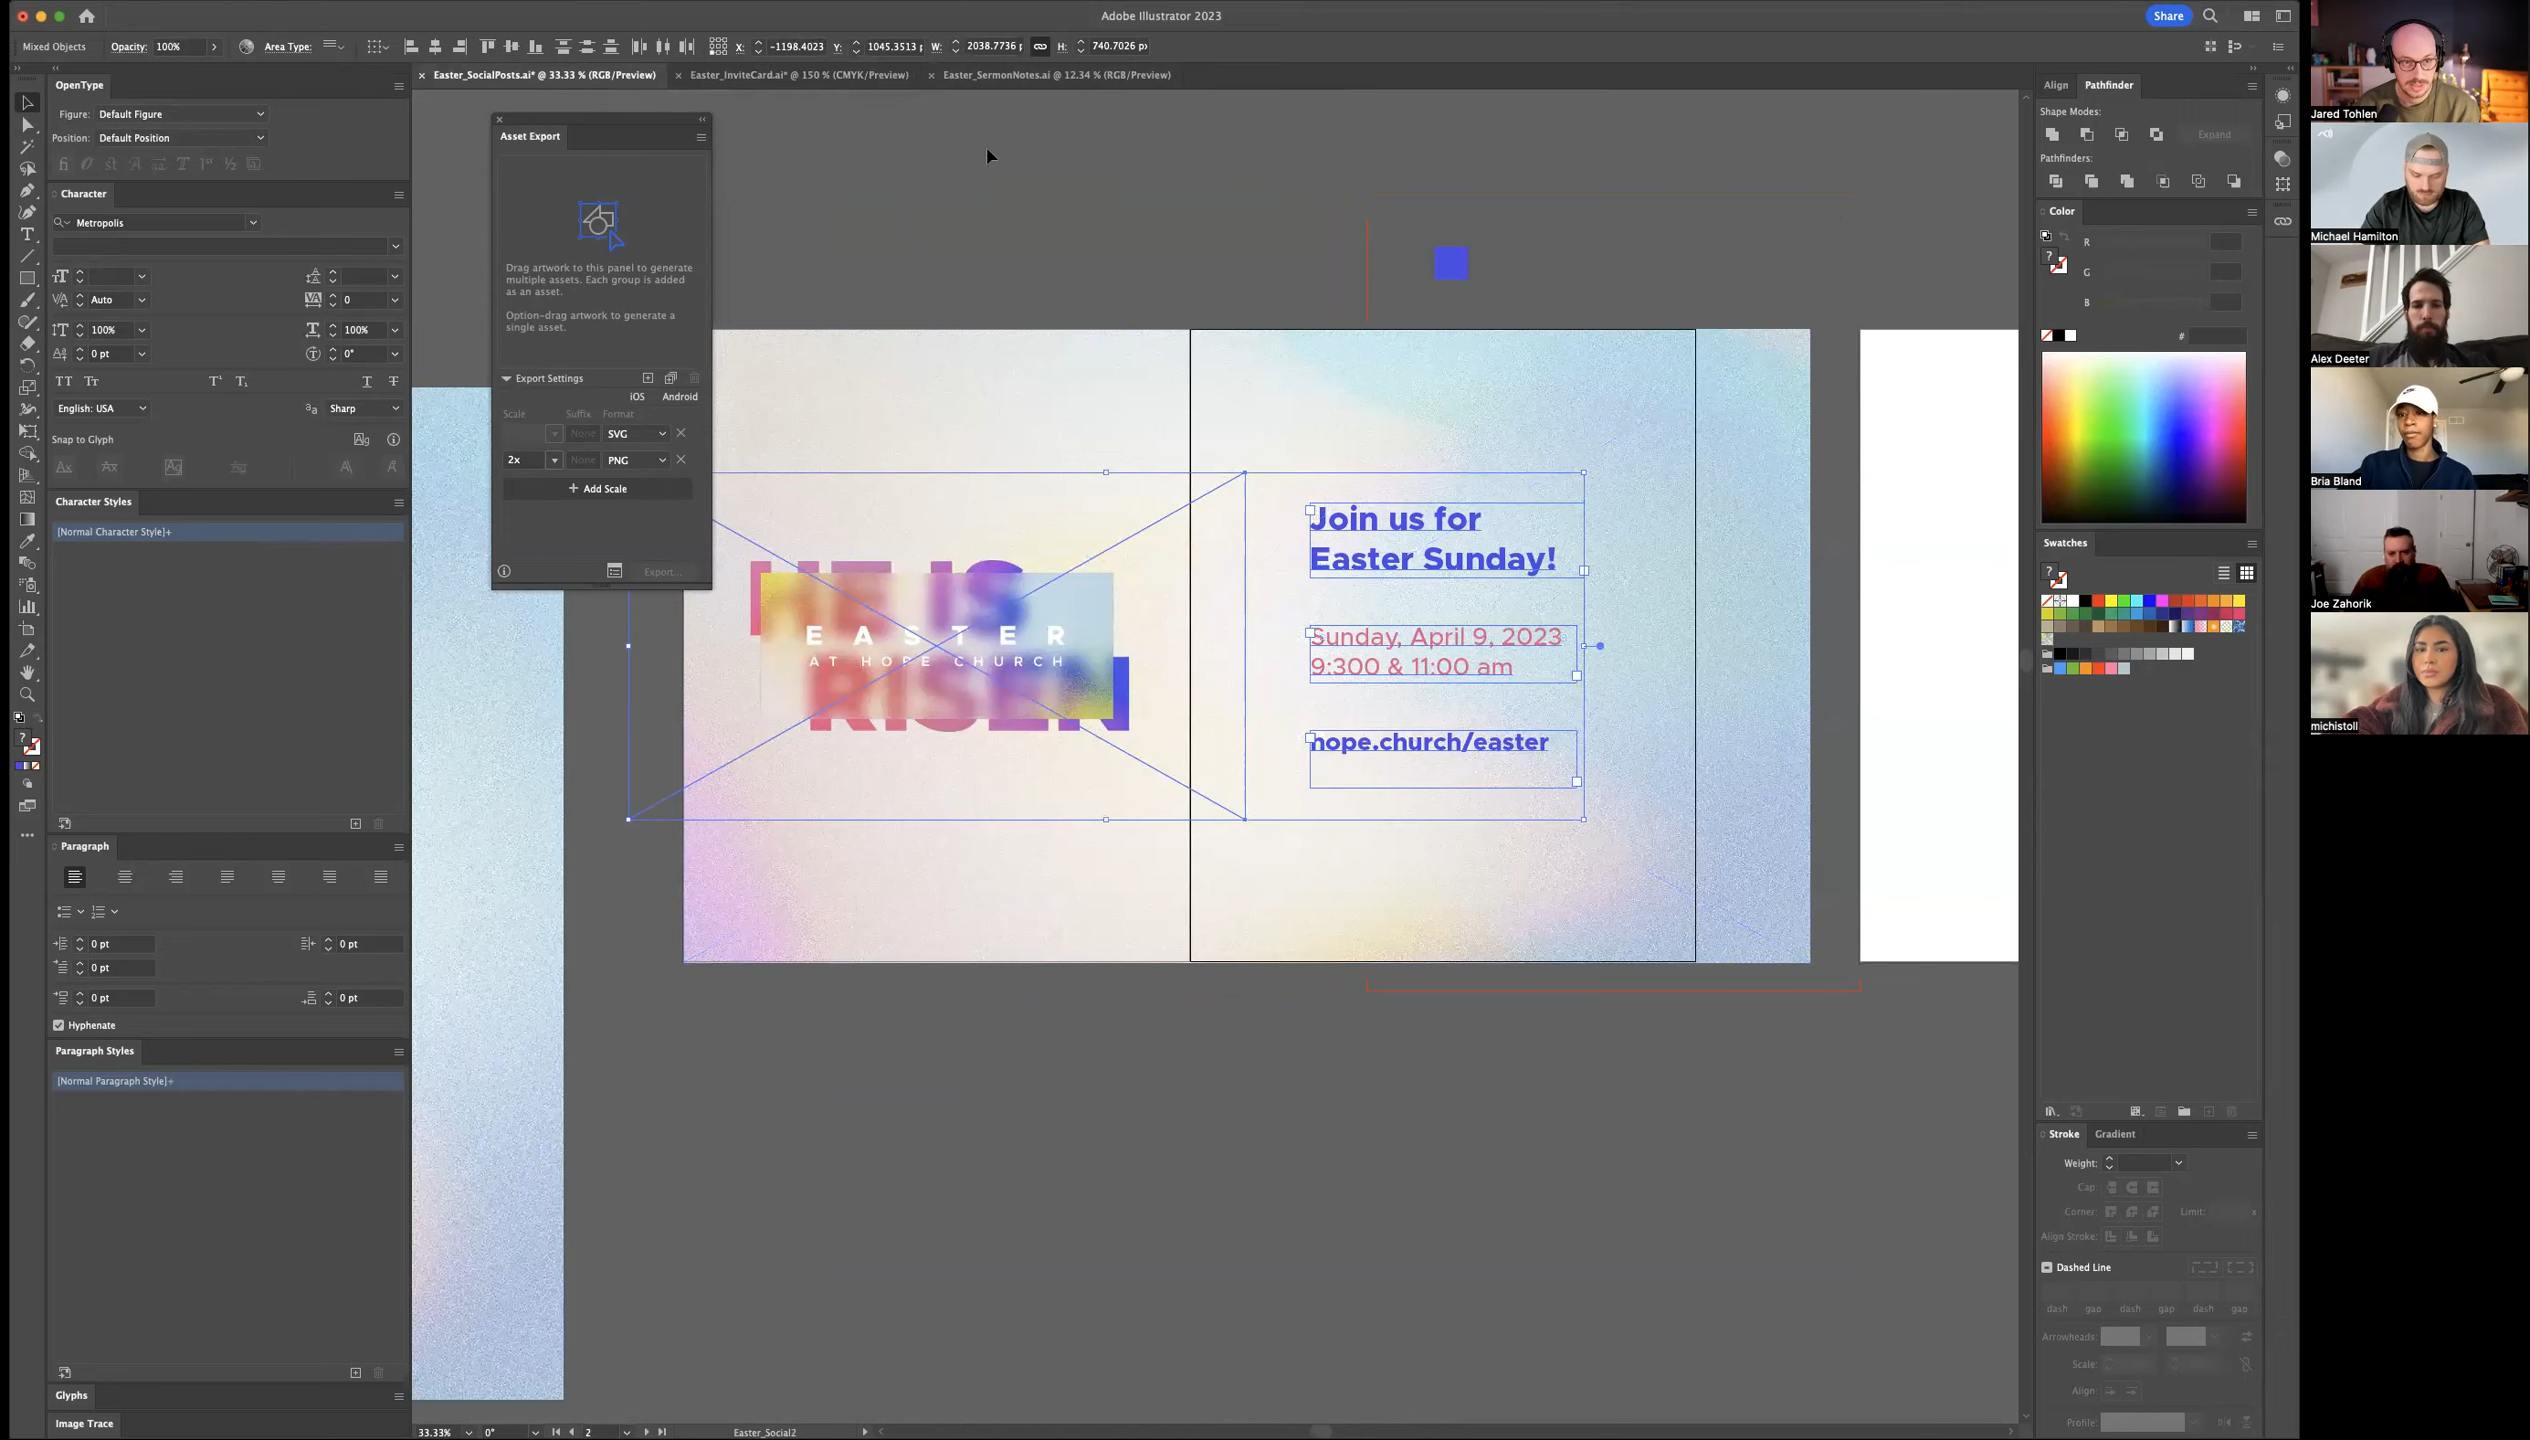 Adobe Illustrator 2023
Share
Mixed Objects
Opacity: 100%
Area Type:
X: -1198.4023
Y: 1045.3513 p
W: 2038.7736 p
H: 740.7026 px
Easter_SocialPosts.ai* @ 33.33 % (RGB/Preview)
Easter_InviteCard.ai* @ 150 % (CMYK/Preview)
Easter_SermonNotes.ai @ 12.34 % (RGB/Preview)
OpenType
Figure: Default Figure
Position: Default Position
Character
Metropolis
Auto
0
100%
100%
0 pt
0°
English: USA
Sharp
Snap to Glyph
Character Styles
[Normal Character Style]+
Paragraph
0 pt
0 pt
0 pt
0 pt
0 pt
Hyphenate
Paragraph Styles
[Normal Paragraph Style]+
Glyphs
Image Trace
Asset Export
Drag artwork to this panel to generate
multiple assets. Each group is added
as an asset.
Option-drag artwork to generate a
single asset.
Export Settings
iOS
Android
Scale
Suffix
Format
None
SVG
2x
None
PNG
+ Add Scale
Export...
HE IS
EASTER
AT HOPE CHURCH
RISEN
Join us for
Easter Sunday!
Sunday, April 9, 2023
9:300 & 11:00 am
hope.church/easter
33.33%
0°
2
Easter_Social2
Align
Pathfinder
Shape Modes:
Expand
Pathfinders:
Color
R
G
B
#
Swatches
Stroke
Gradient
Weight:
Cap:
Corner:
Limit:
x
Align Stroke:
Dashed Line
dash
gap
dash
gap
dash
gap
Arrowheads:
Scale:
Align:
Profile:
Jared Tohlen
Michael Hamilton
Alex Deeter
Bria Bland
Joe Zahorik
michistoll